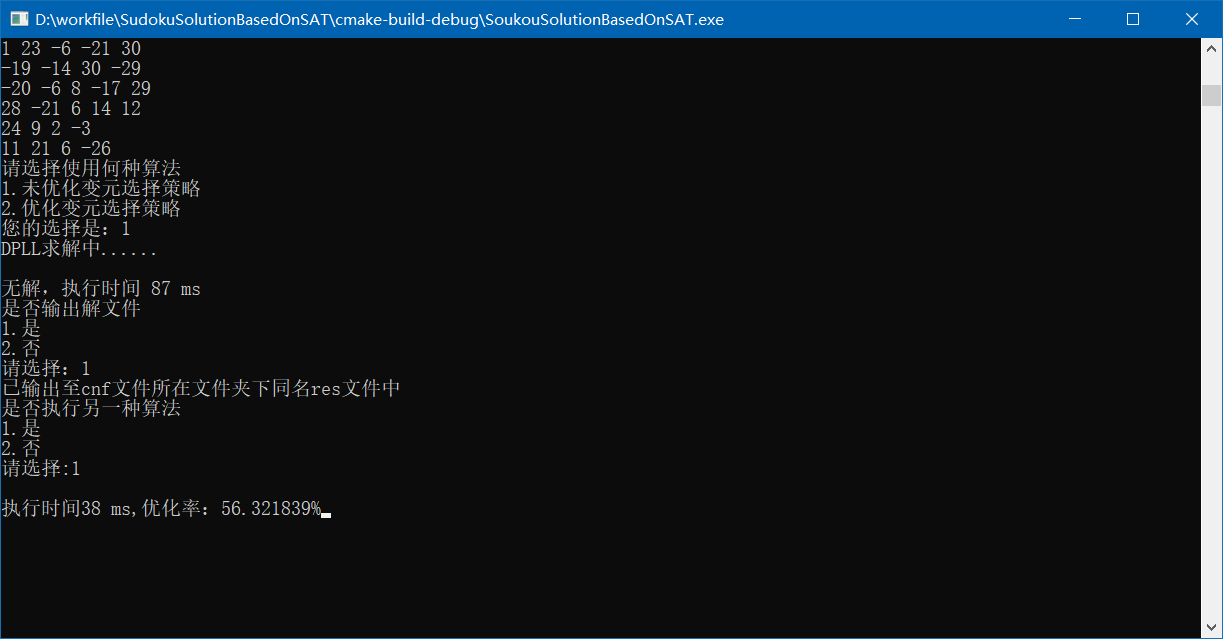 D:\workfile\SudokuSolutionBasedOnSAT\cmake-build-debug\SoukouSolutionBasedOnSAT.exe
1 23 -6 -21 30
-19 -14 30 -29
-20 -6 8 -17 29
28 -21 6 14 12
24 9 2 -3
11 21 6 -26
请选择使用何种算法
1.未优化变元选择策略
2.优化变元选择策略
您的选择是：1
DPLL求解中......
无解，执行时间 87 ms
是否输出解文件
1.是
2.否
请选择：1
已输出至cnf文件所在文件夹下同名res文件中
是否执行另一种算法
1.是
2.否
请选择:1
执行时间38 ms,优化率：56.321839%